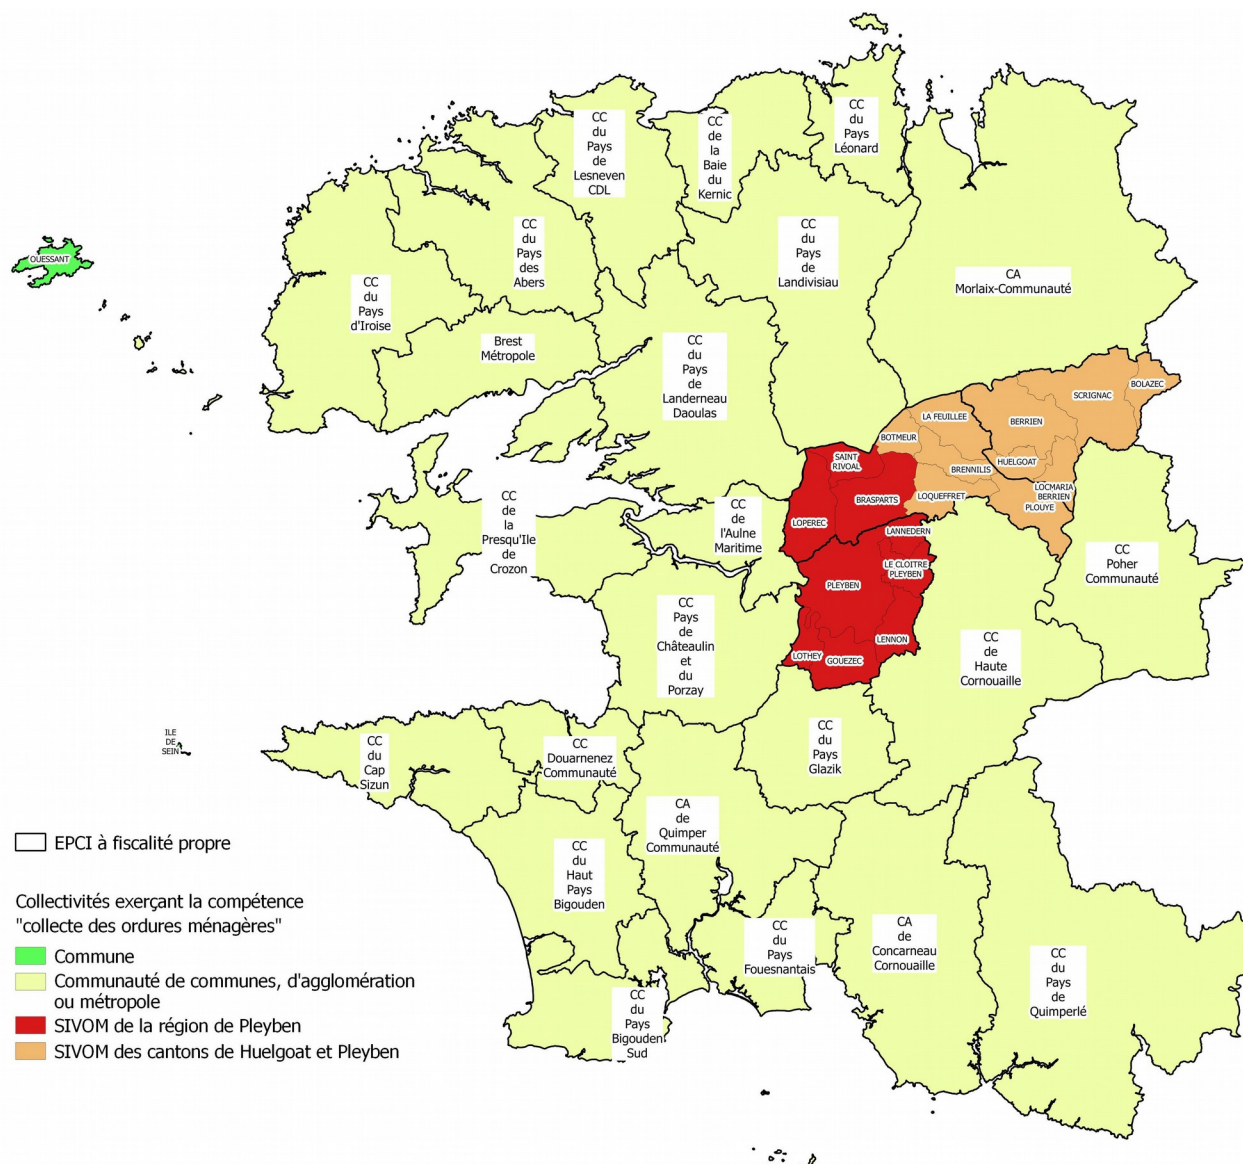 CC
du
Pays
de
Lesneven
CDL
CC
de
la
Baie
du
Kernic
CC
du
Pays
Léonard
CC
du
Pays
des
Abers
CC
du
Pays
de
Landivisiau
CA
Morlaix-Communauté
OUESSANT
CC
du
Pays
d'Iroise
Brest
Métropole
CC
du
Pays
de
Landerneau
Daoulas
BOLAZEC
SCRIGNAC
LA FEUILLEE
BERRIEN
BOTMEUR
HUELGOAT
BRENNILIS
LOCMARIA
BERRIEN
PLOUYE
LOQUEFFRET
SAINT
RIVOAL
BRASPARTS
LOPEREC
LANNEDERN
LE CLOITRE
PLEYBEN
PLEYBEN
LENNON
LOTHEY
GOUEZEC
CC
de
la
Presqu'Ile
de
Crozon
CC
de
l'Aulne
Maritime
CC
Poher
Communauté
CC
Pays
de
Châteaulin
et
du
Porzay
CC
de
Haute
Cornouaille
ILE
DE
SEIN
CC
du
Cap
Sizun
CC
Douarnenez
Communauté
CC
du
Pays
Glazik
CA
de
Quimper
Communauté
CC
du
Haut
Pays
Bigouden
CC
du
Pays
Fouesnantais
CA
de
Concarneau
Cornouaille
CC
du
Pays
de
Quimperlé
CC
du
Pays
Bigouden
Sud
EPCI à fiscalité propre
Collectivités exerçant la compétence
"collecte des ordures ménagères"
Commune
Communauté de communes, d'agglomération
ou métropole
SIVOM de la région de Pleyben
SIVOM des cantons de Huelgoat et Pleyben